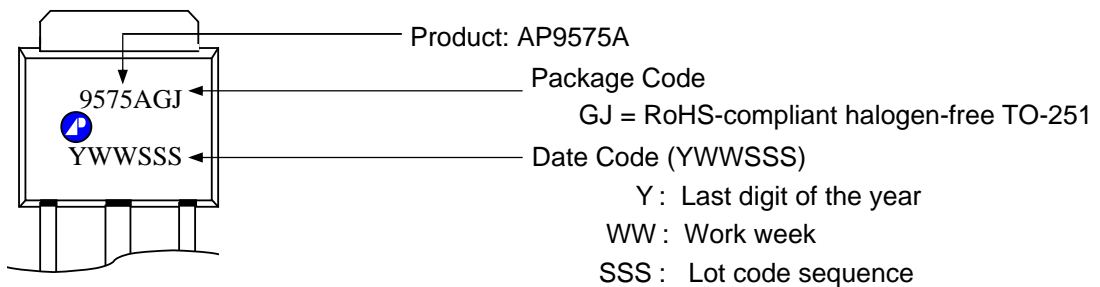 Product: AP9575A
9575AGJ
Package Code
GJ = RoHS-compliant halogen-free TO-251
YWWSSS
Date Code (YWWSSS)
Y : Last digit of the year
WW : Work week
SSS : Lot code sequence